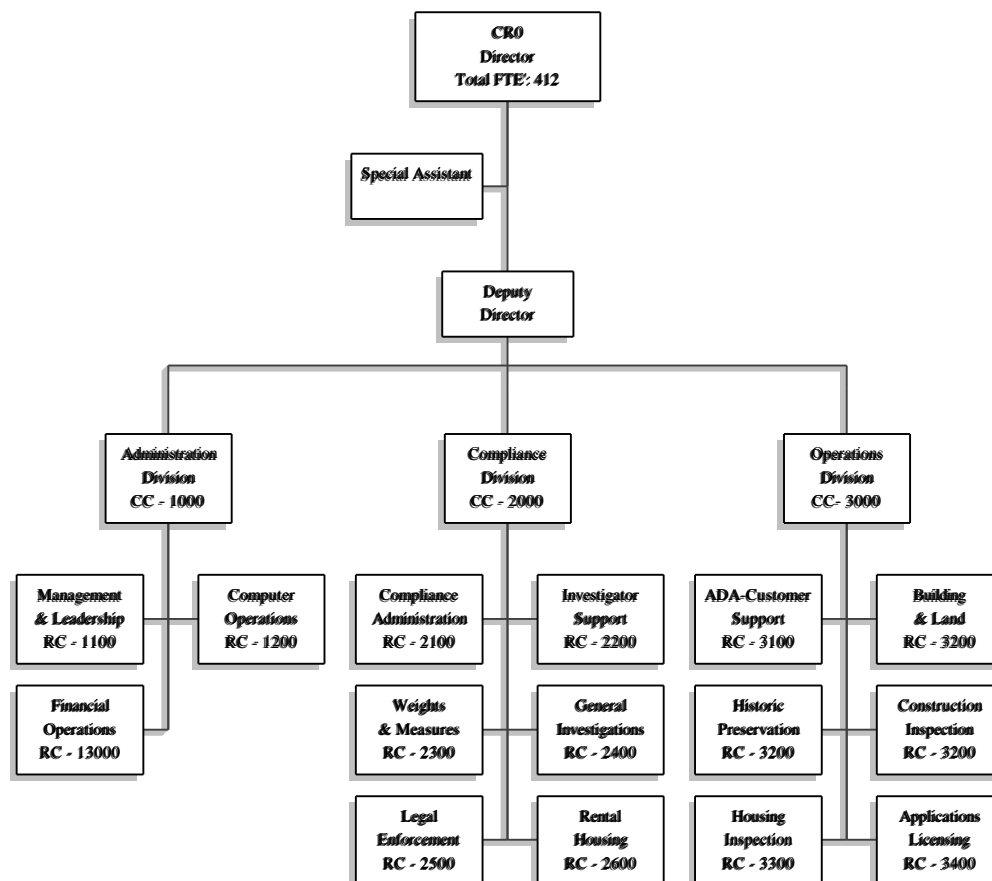 CR0
Director
Total FTE': 412
Special Assistant
Deputy
Director
Administration
Division
CC - 1000
Compliance
Division
CC - 2000
Operations
Division
CC- 3000
Management
& Leadership
RC - 1100
Computer
Operations
RC - 1200
Compliance
Administration
RC - 2100
Investigator
Support
RC - 2200
ADA-Customer
Support
RC - 3100
Building
& Land
RC - 3200
Financial
Operations
RC - 13000
Weights
& Measures
RC - 2300
General
Investigations
RC - 2400
Historic
Preservation
RC - 3200
Construction
Inspection
RC - 3200
Legal
Enforcement
RC - 2500
Rental
Housing
RC - 2600
Housing
Inspection
RC - 3300
Applications
Licensing
RC - 3400